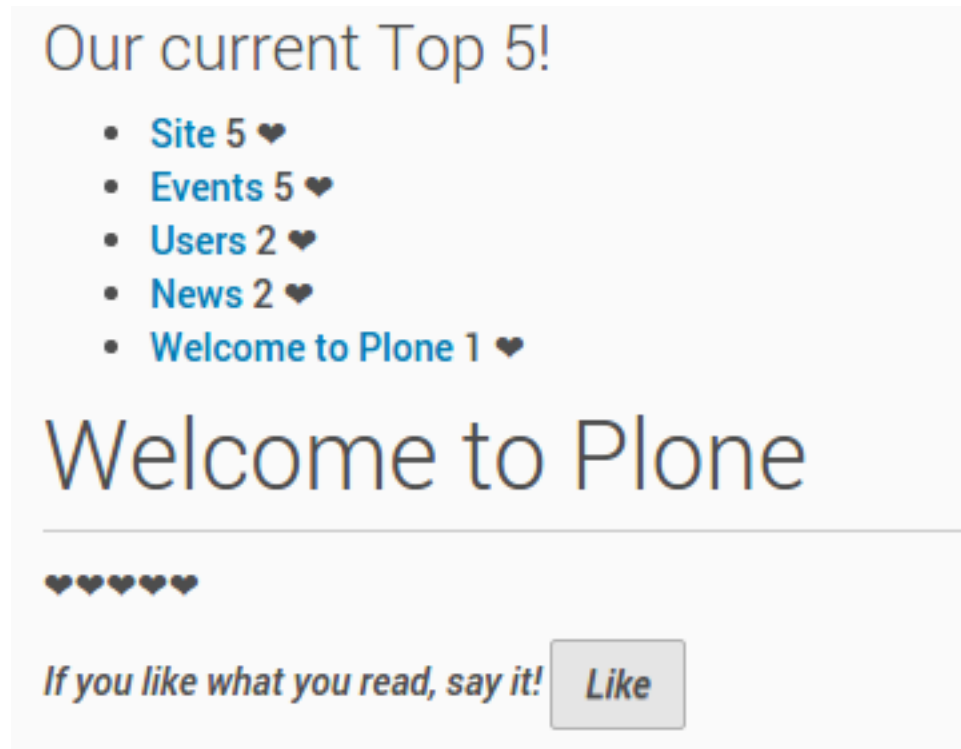 Our current Top 5!
• Site 5 ❤
• Events 5 ❤
• Users 2 ❤
• News 2 ❤
• Welcome to Plone 1 ❤
Welcome to Plone
❤❤❤❤❤
If you like what you read, say it! Like